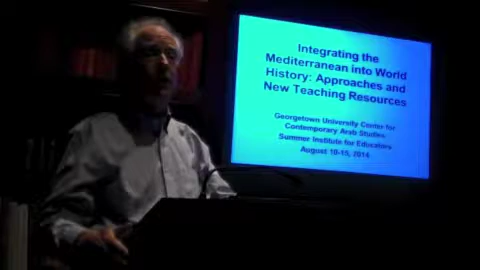 Integrating the
Mediterranean into World
History: Approaches and
New Teaching Resources
Georgetown University Center for
Contemporary Arab Studies
Summer Institute for Educators
August 10-15, 2014